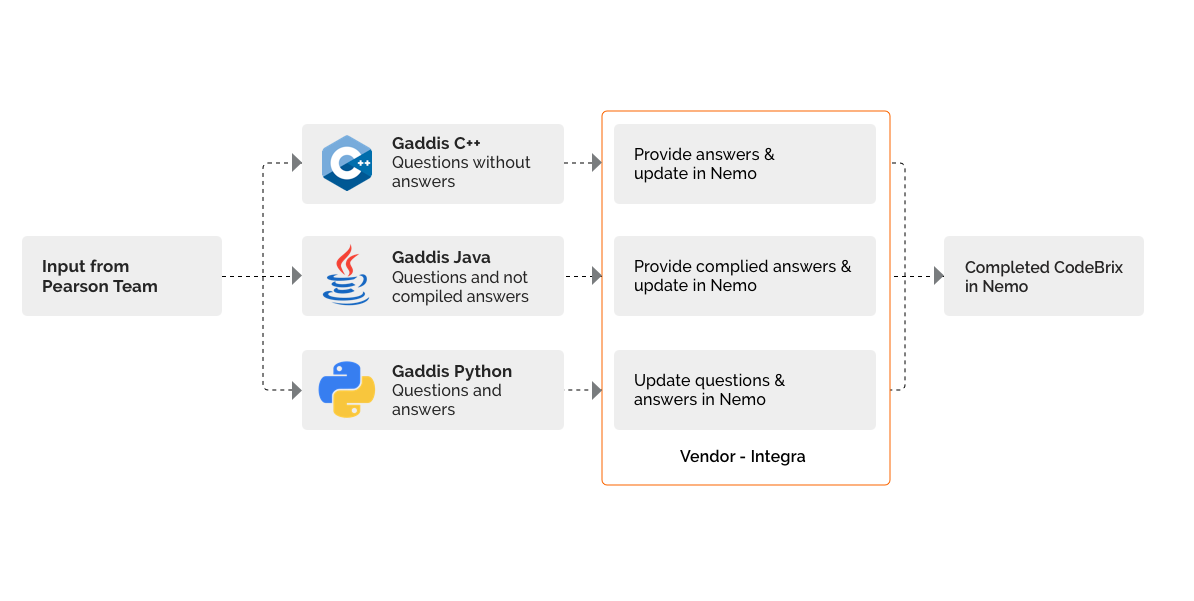 Input from
Pearson Team
C++
Gaddis C++
Questions without
answers
Gaddis Java
Questions and not
compiled answers
Gaddis Python
Questions and
answers
Provide answers &
update in Nemo
Provide complied answers &
update in Nemo
Update questions &
answers in Nemo
Vendor - Integra
Completed CodeBrix
in Nemo